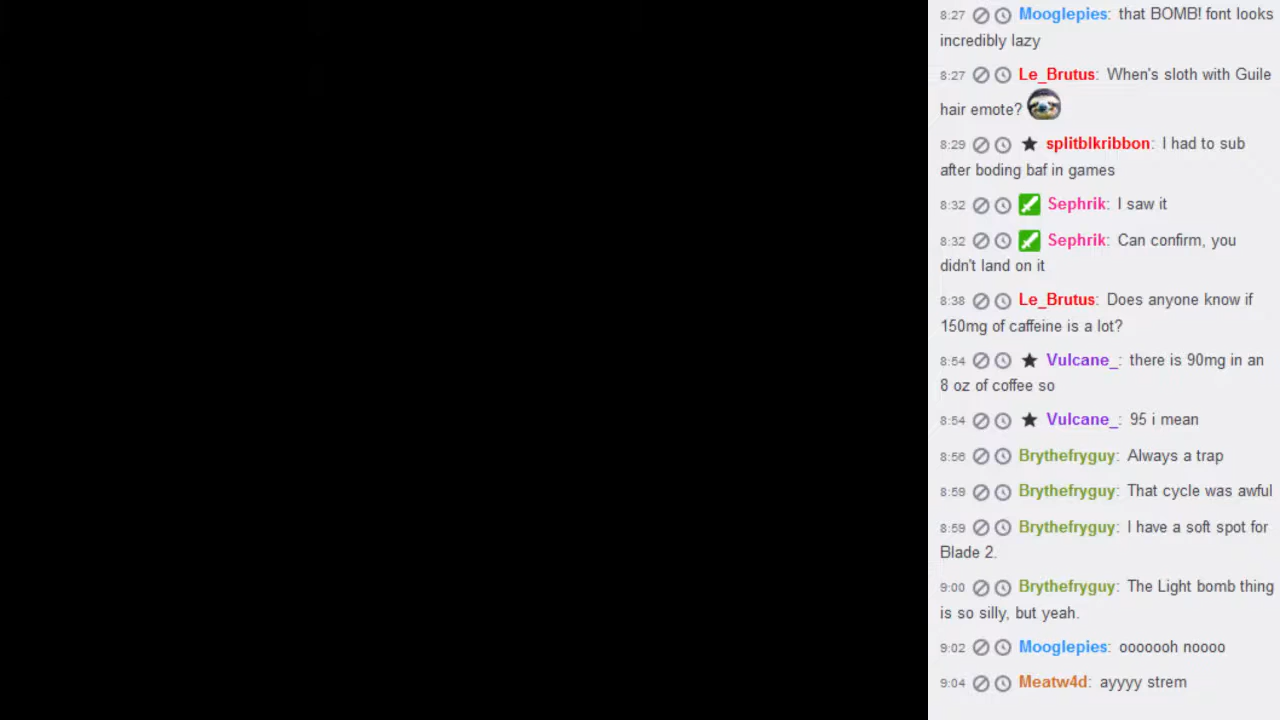 8:27 Mooglepies: that BOMB! font looks
incredibly lazy
8:27 Le_Brutus: When's sloth with Guile
hair emote?
8:29 splitblkribbon: I had to sub
after boding baf in games
8:32 Sephrik: I saw it
8:32 Sephrik: Can confirm, you
didn't land on it
8:38 Le_Brutus: Does anyone know if
150mg of caffeine is a lot?
8:54 Vulcane_: there is 90mg in an
8 oz of coffee so
8:54 Vulcane_: 95 i mean
8:56 Brythefryguy: Always a trap
8:59 Brythefryguy: That cycle was awful
8:59 Brythefryguy: I have a soft spot for
Blade 2.
9:00 Brythefryguy: The Light bomb thing
is so silly, but yeah.
9:02 Mooglepies: ooooooh noooo
9:04 Meatw4d: ayyyy strem